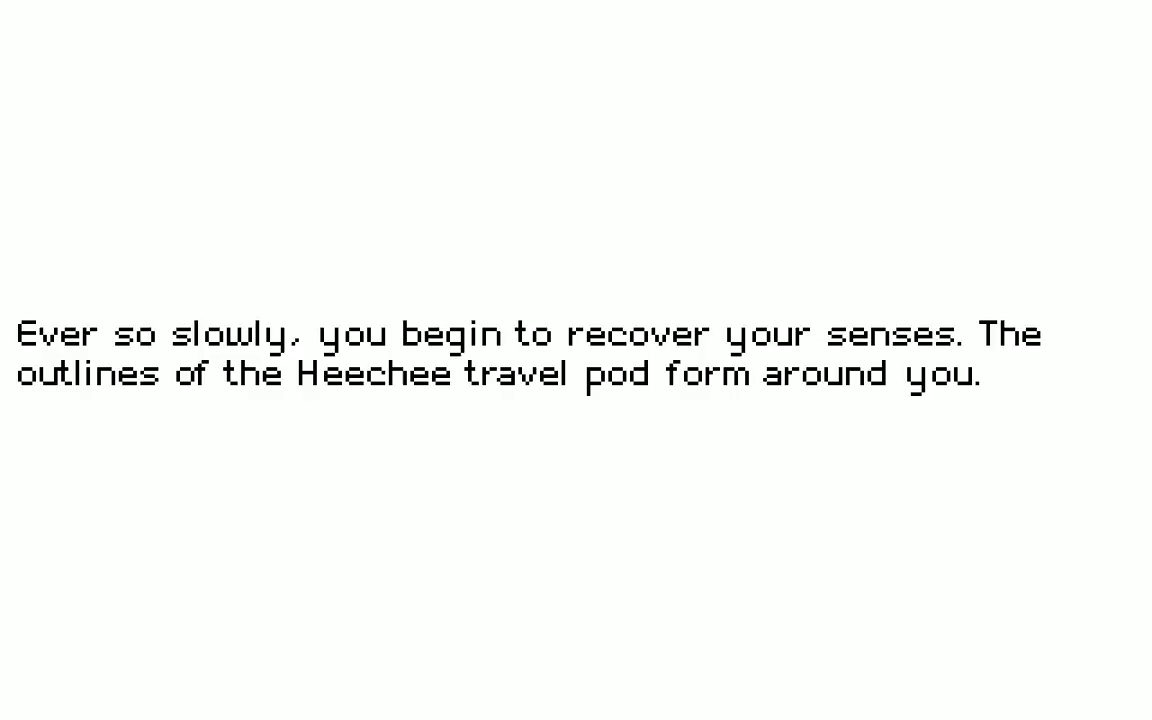 Ever so slowly, you begin to recover your senses. The
outlines of the Heechee travel pod form around you.